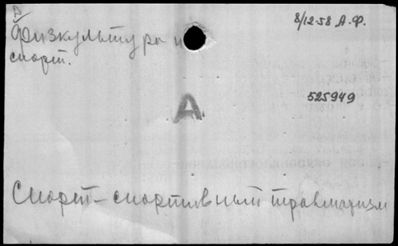 Физкультура и
спорт.
8/12-58 А.Ф.
525949
А
Спорт – спортивный травматизм